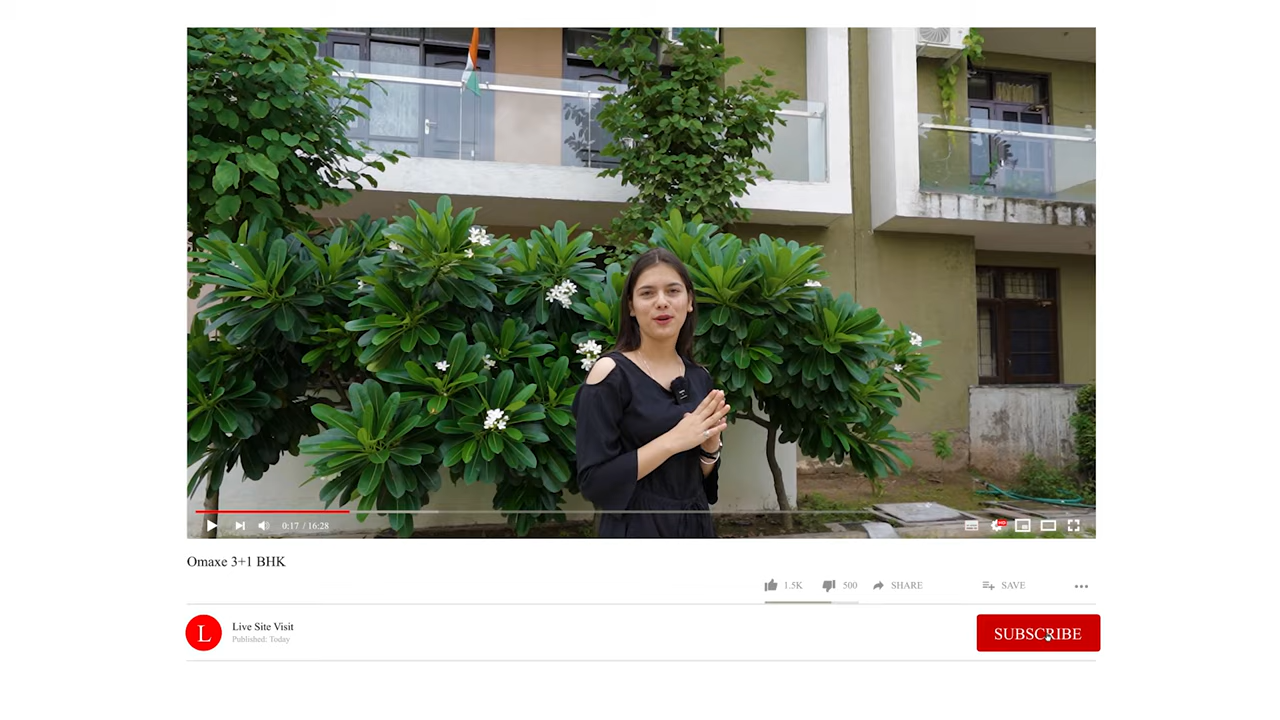 0:17 / 16:28
HD
Omaxe 3+1 BHK
1.5K 500 SHARE SAVE
L
Live Site Visit
Published: Today
SUBSCRIBE